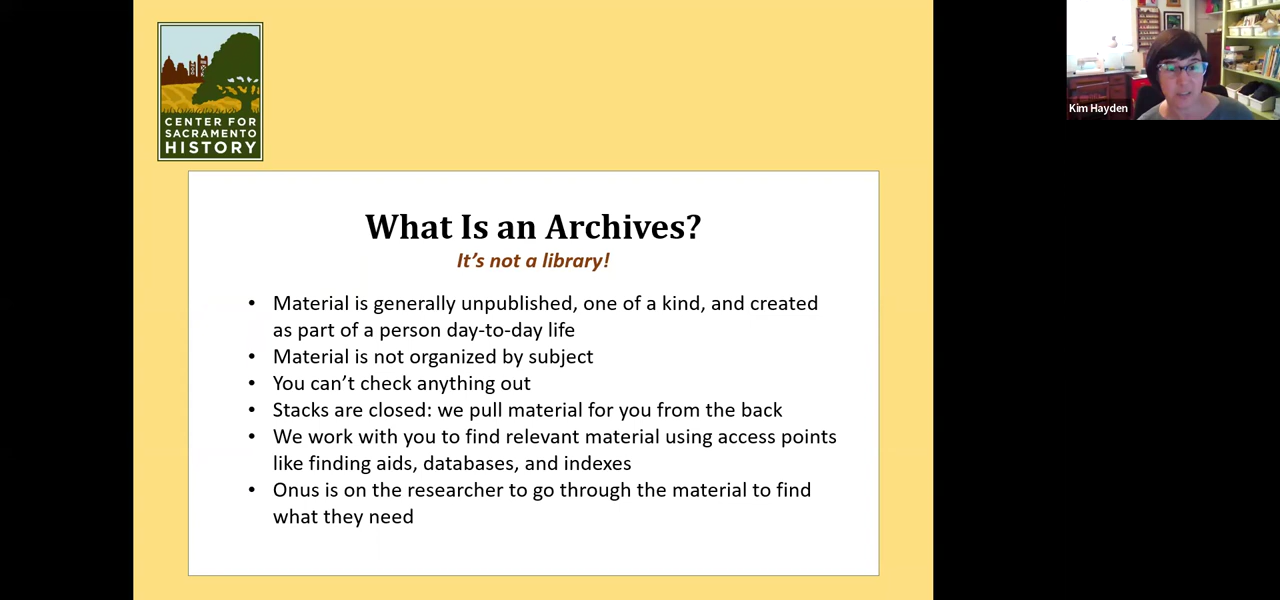 CENTER FOR
SACRAMENTO
HISTORY
Kim Hayden
What Is an Archives?
It's not a library!
• Material is generally unpublished, one of a kind, and created
as part of a person day-to-day life
• Material is not organized by subject
• You can't check anything out
• Stacks are closed: we pull material for you from the back
• We work with you to find relevant material using access points
like finding aids, databases, and indexes
• Onus is on the researcher to go through the material to find
what they need